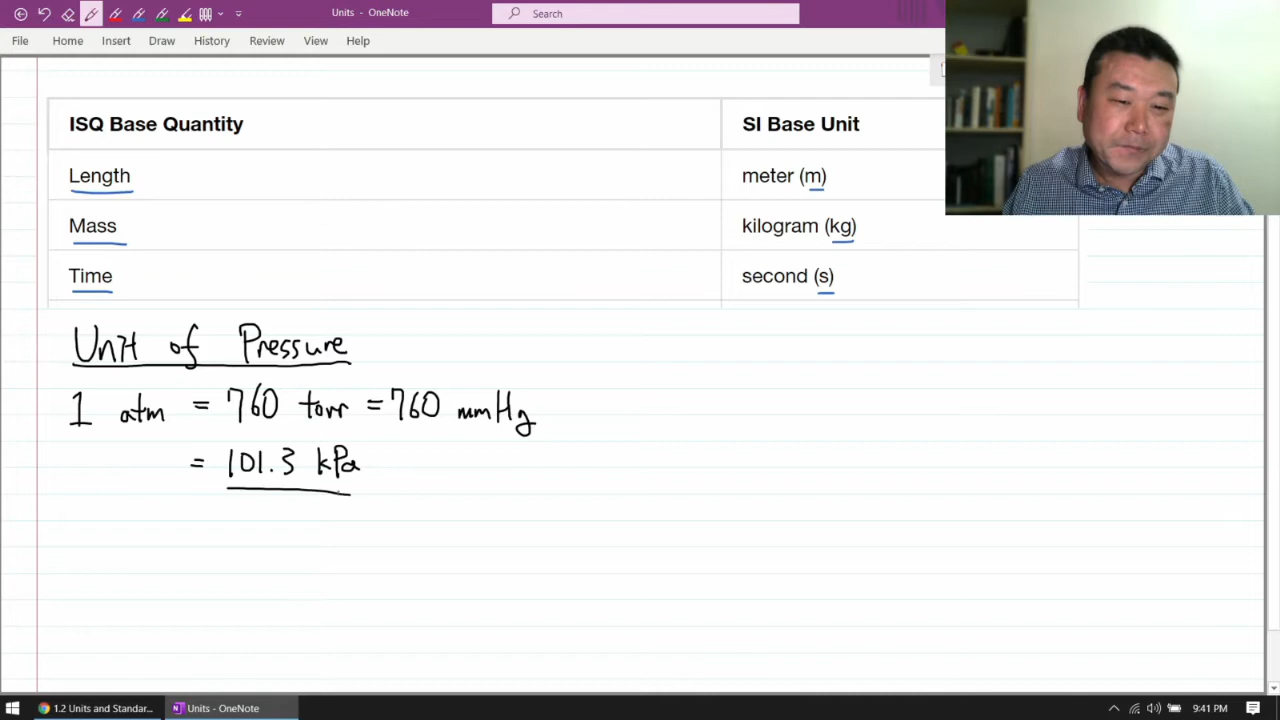 Units - OneNote
Search
File Home Insert Draw History Review View Help
ISQ Base Quantity SI Base Unit
Length meter (m)
Mass kilogram (kg)
Time second (s)
Unit of Pressure
1 atm = 760 torr = 760 mmHg
= 101.3 kPa
1.2 Units and Standar... Units - OneNote 9:41 PM